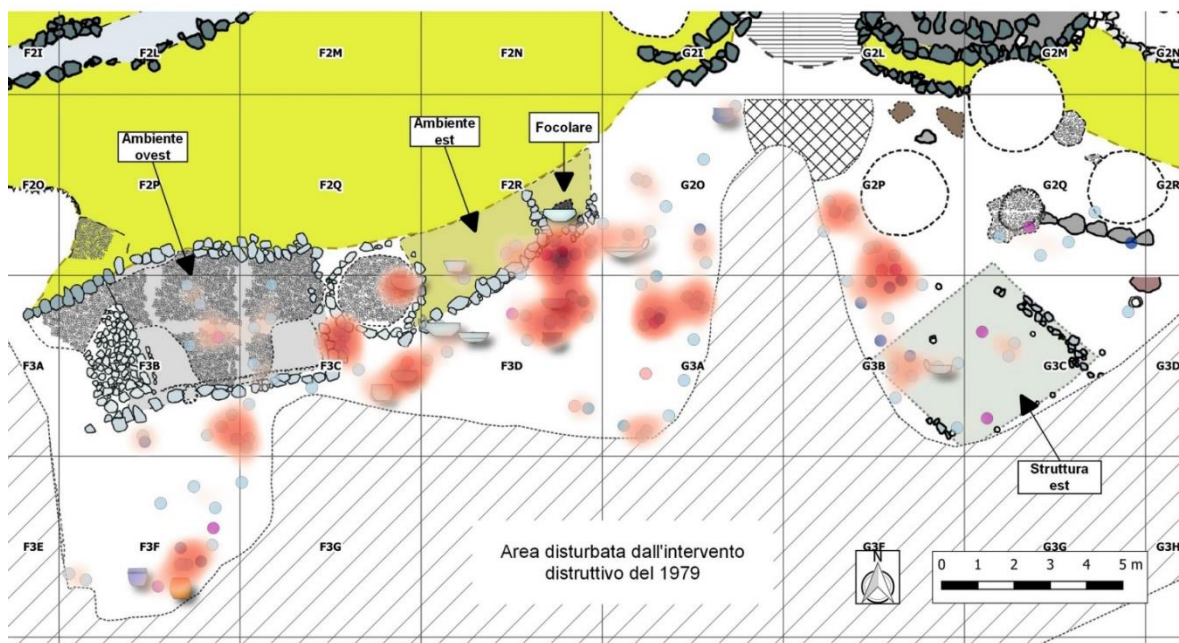 F2I
F2L
F2M
F2N
G2I
G2L
G2M
G2N
Ambiente
ovest
Ambiente
est
Focolare
F2O
F2P
F2Q
F2R
G2O
G2P
G2Q
G2R
F3A
F3B
F3C
F3D
G3A
G3B
G3C
G3D
Struttura
est
F3E
F3F
F3G
Area disturbata dall'intervento
distruttivo del 1979
G3F
G3G
G3H
N
0 1 2 3 4 5 m